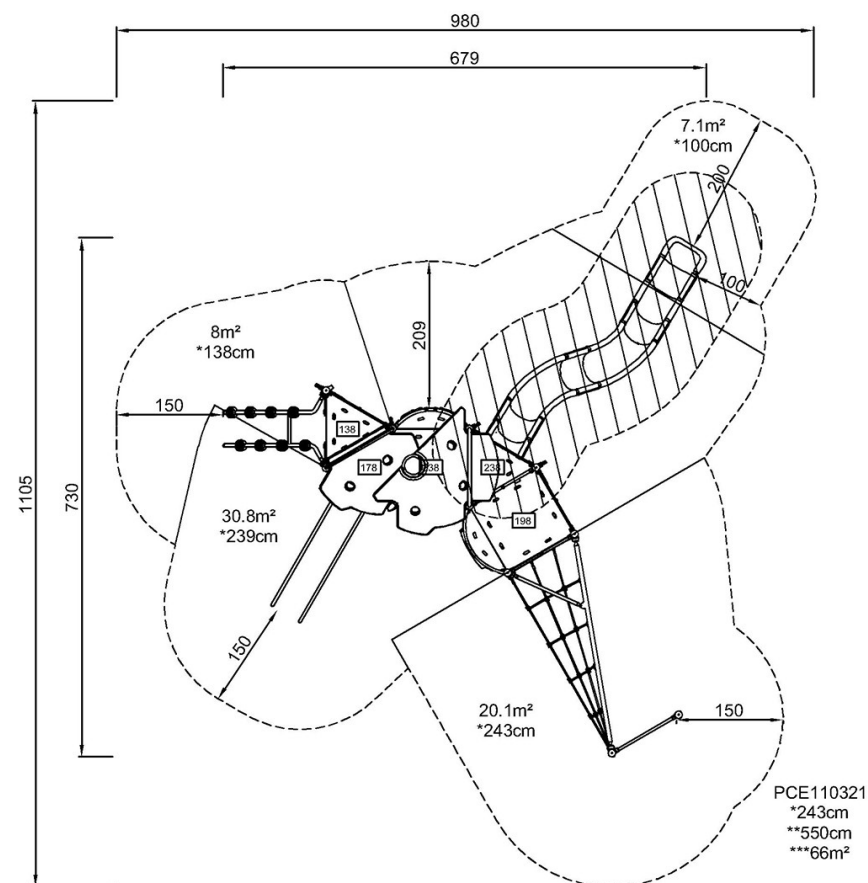 980
679
7.1m²
*100cm
200
100
209
8m²
*138cm
150
138
178
238
238
198
1105
730
30.8m²
*239cm
150
20.1m²
*243cm
150
PCE110321
*243cm
**550cm
***66m²